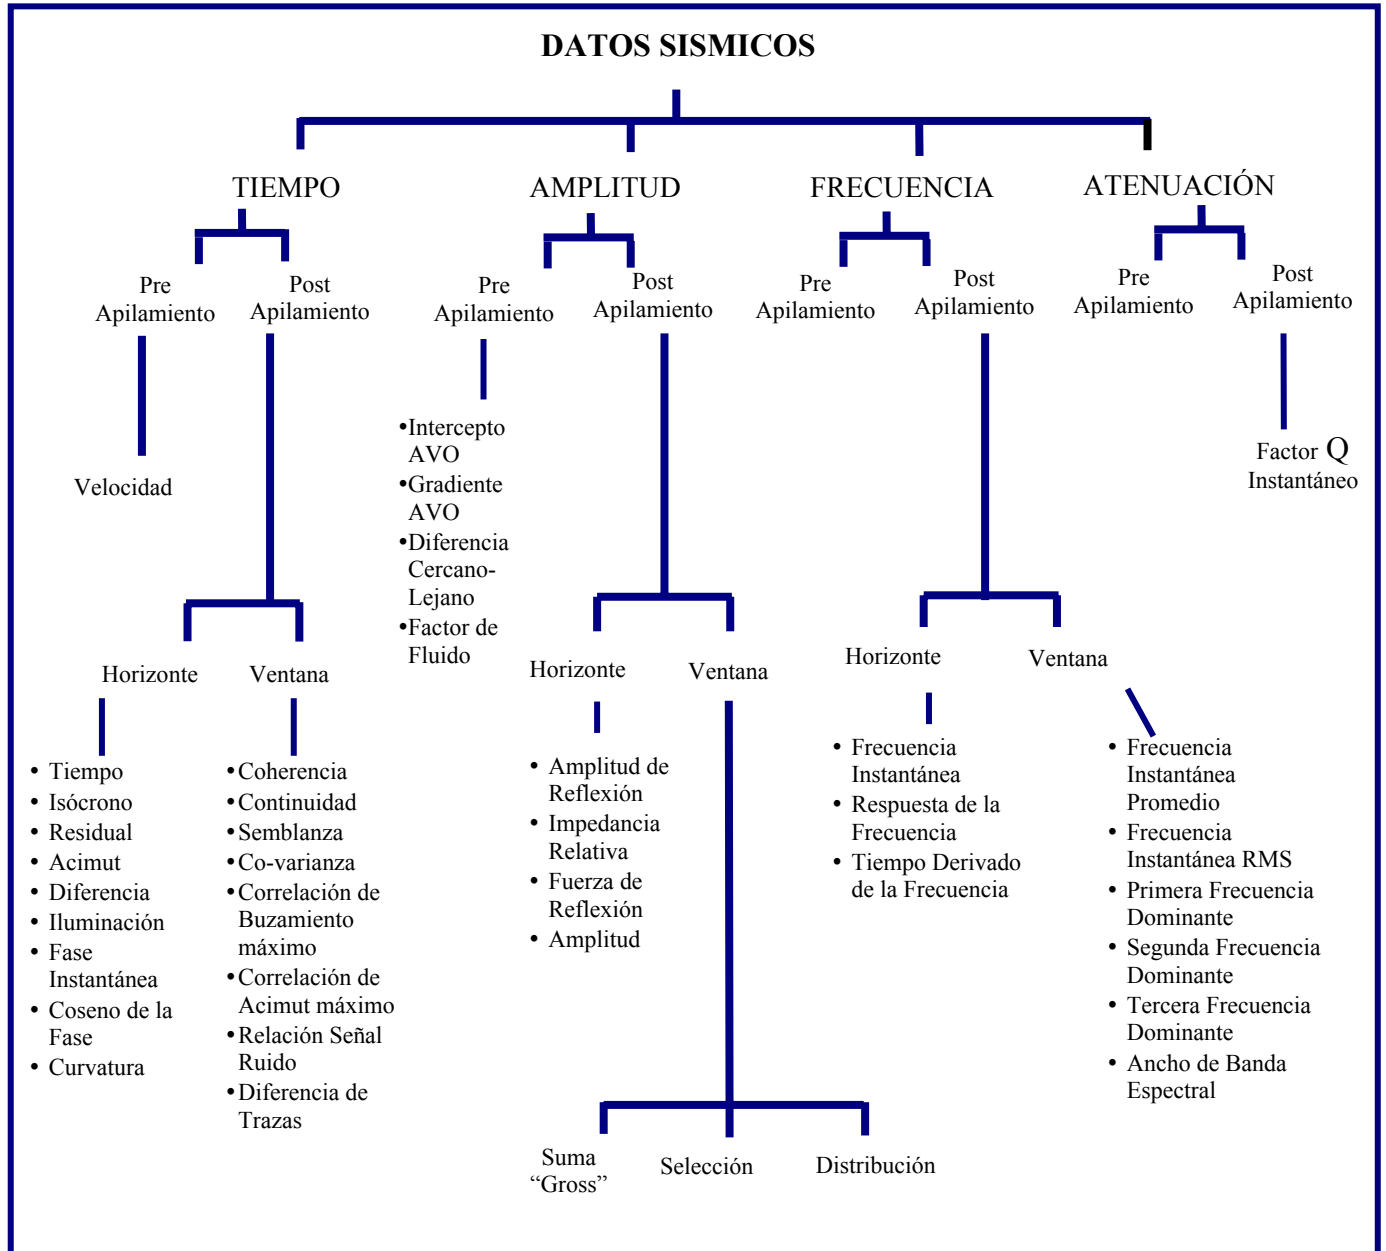 DATOS SISMICOS
TIEMPO
AMPLITUD
FRECUENCIA
ATENUACIÓN
Pre
Apilamiento
Post
Apilamiento
Pre
Apilamiento
Post
Apilamiento
Pre
Apilamiento
Post
Apilamiento
Pre
Apilamiento
Post
Apilamiento
Velocidad
•Intercepto
AVO
•Gradiente
AVO
•Diferencia
Cercano-
Lejano
•Factor de
Fluido
Factor Q
Instantáneo
Horizonte
Ventana
Horizonte
Ventana
Horizonte
Ventana
• Tiempo
• Isócrono
• Residual
• Acimut
• Diferencia
• Iluminación
• Fase
Instantánea
• Coseno de la
Fase
• Curvatura
•Coherencia
•Continuidad
•Semblanza
•Co-varianza
•Correlación de
Buzamiento
máximo
•Correlación de
Acimut máximo
•Relación Señal
Ruido
•Diferencia de
Trazas
• Amplitud de
Reflexión
• Impedancia
Relativa
• Fuerza de
Reflexión
• Amplitud
• Frecuencia
Instantánea
• Respuesta de la
Frecuencia
• Tiempo Derivado
de la Frecuencia
• Frecuencia
Instantánea
Promedio
• Frecuencia
Instantánea RMS
• Primera Frecuencia
Dominante
• Segunda Frecuencia
Dominante
• Tercera Frecuencia
Dominante
• Ancho de Banda
Espectral
Suma
“Gross”
Selección
Distribución